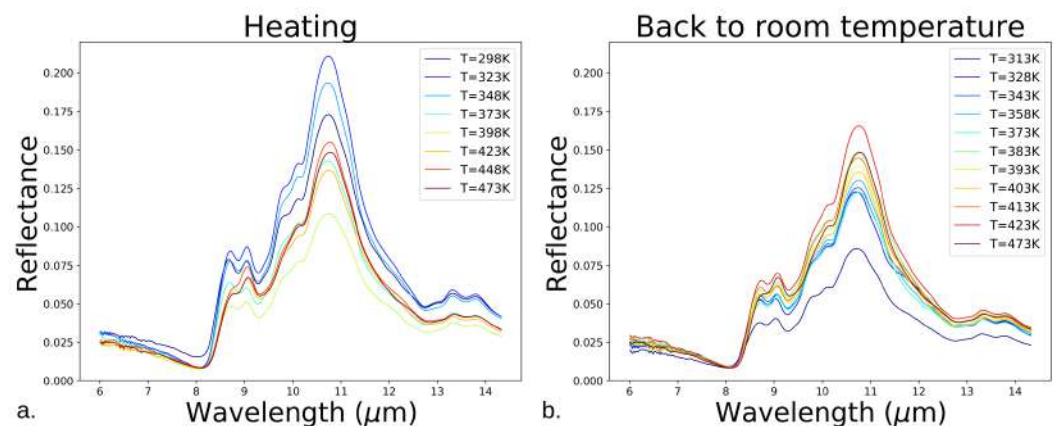 Heating
Reflectance
0.200
0.175
0.150
0.125
0.100
0.075
0.050
0.025
0.000
T=298K
T=323K
T=348K
T=373K
T=398K
T=423K
T=448K
T=473K
6 7 8 9 10 11 12 13 14
Wavelength (μm)
a.
Back to room temperature
Reflectance
0.200
0.175
0.150
0.125
0.100
0.075
0.050
0.025
0.000
T=313K
T=328K
T=343K
T=358K
T=373K
T=383K
T=393K
T=403K
T=413K
T=423K
T=473K
6 7 8 9 10 11 12 13 14
Wavelength (μm)
b.